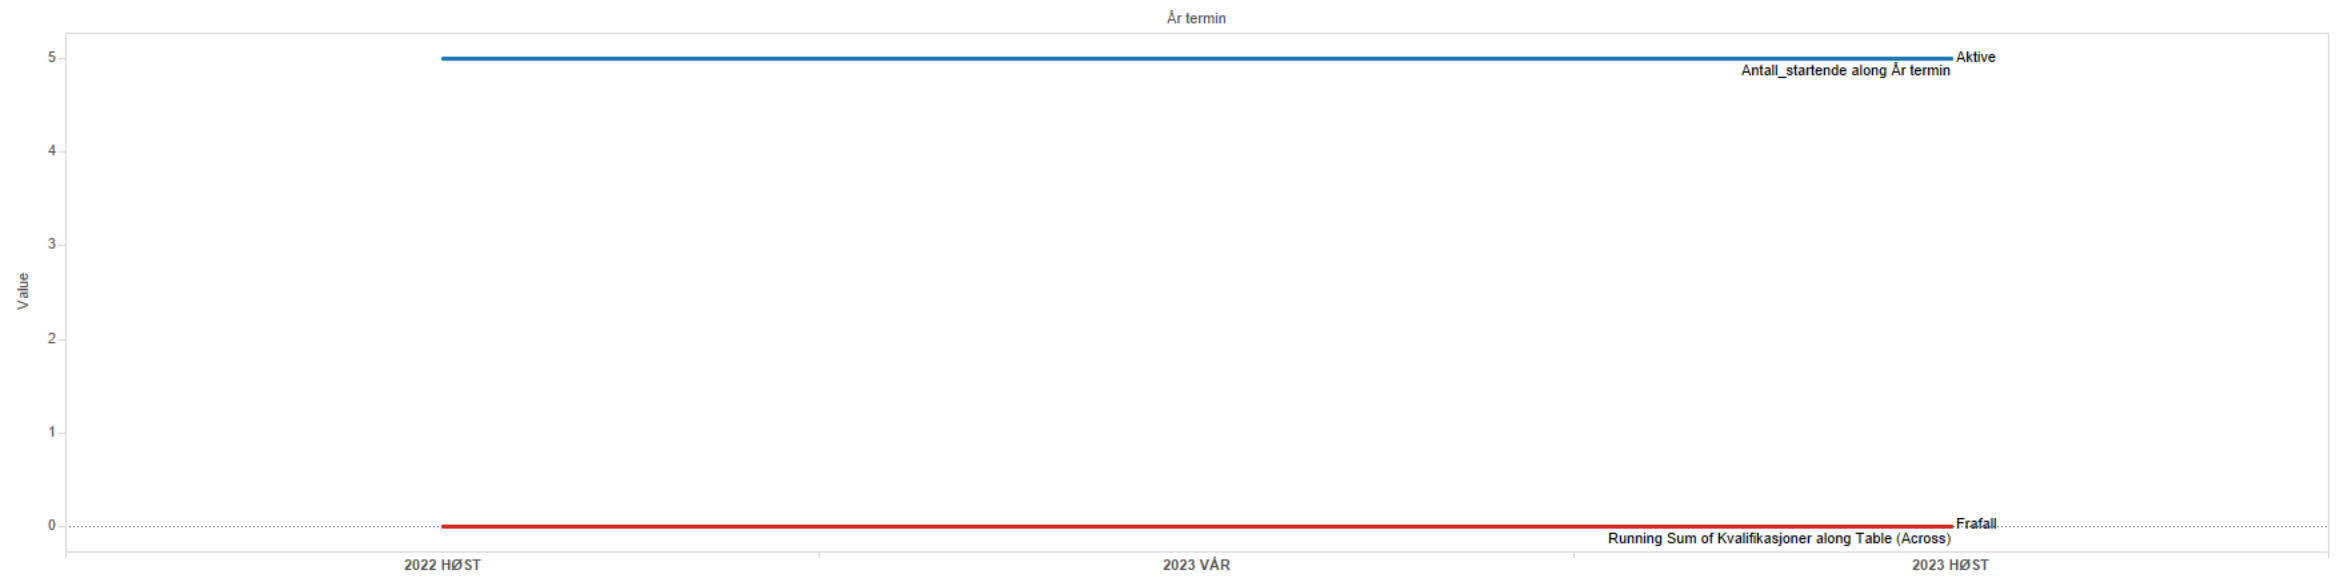 År termin
5
Aktive
Antall_startende along År termin
4
3
Value
2
1
0
Frafall
Running Sum of Kvalifikasjoner along Table (Across)
2022 HØST
2023 VÅR
2023 HØST